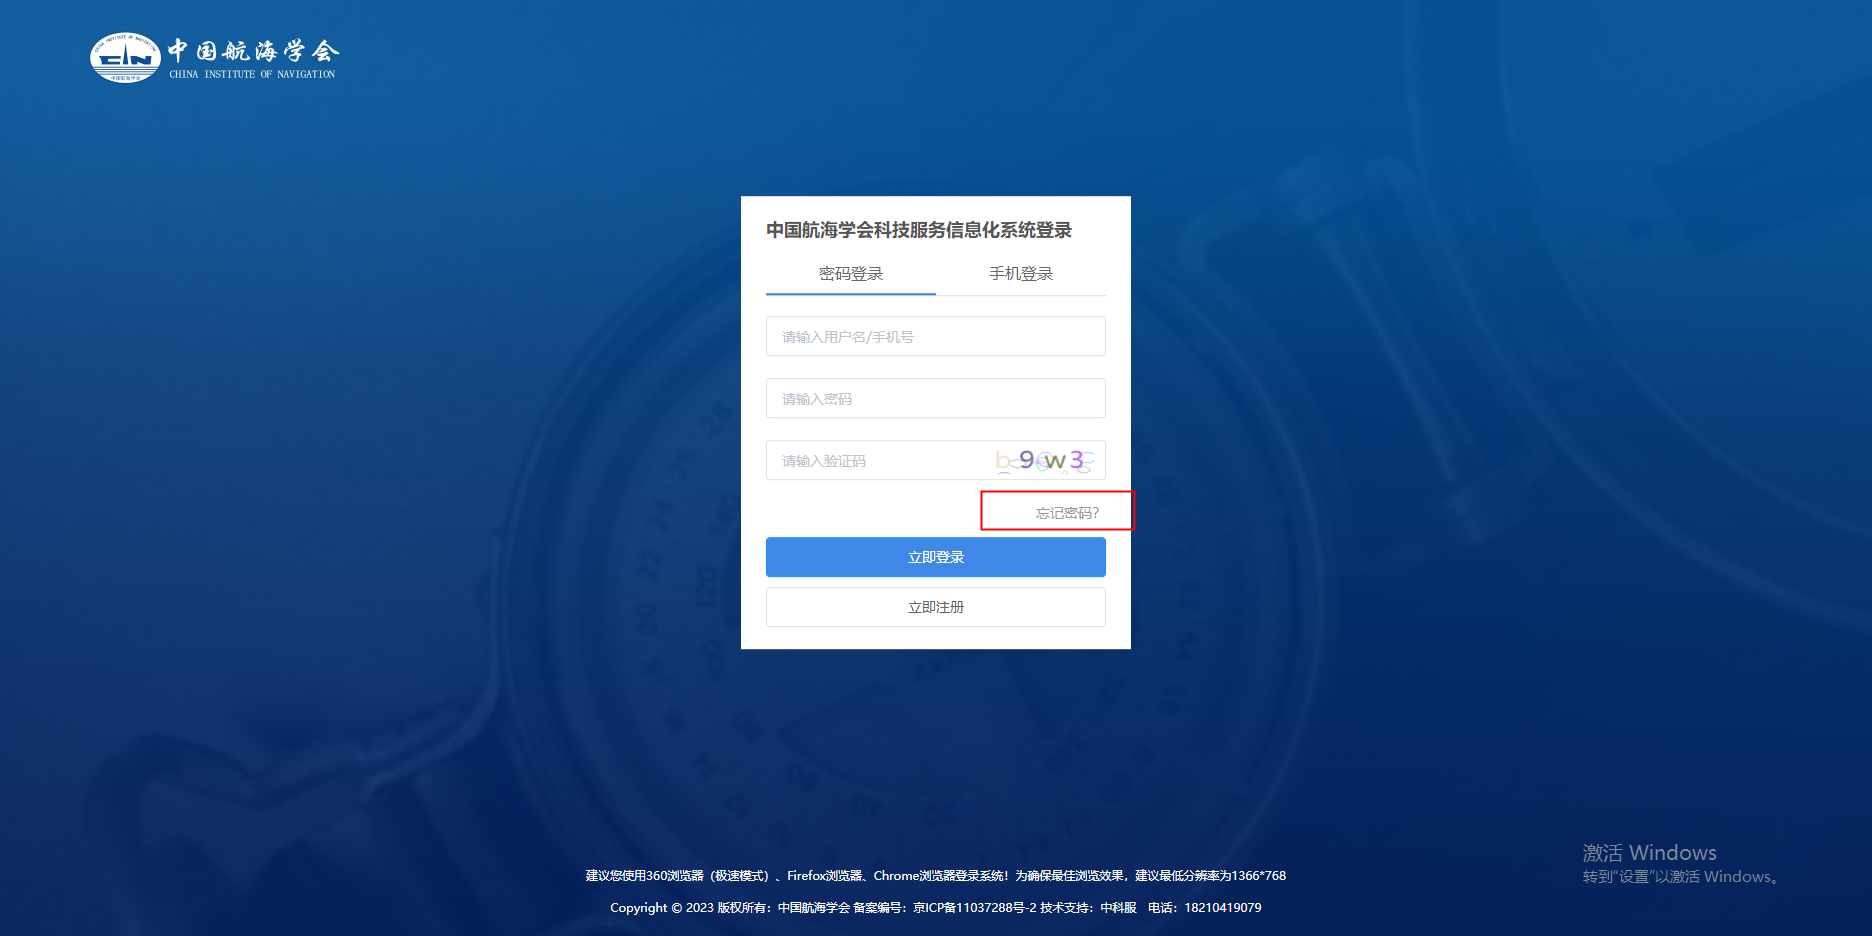 中国航海学会
CHINA INSTITUTE OF NAVIGATION
中国航海学会科技服务信息化系统登录
密码登录 手机登录
请输入用户名/手机号
请输入密码
请输入验证码 b9w3
忘记密码?
立即登录
立即注册
激活 Windows
转到“设置”以激活 Windows。
建议您使用360浏览器（极速模式）、Firefox浏览器、Chrome浏览器登录系统！为确保最佳浏览效果，建议最低分辨率为1366*768
Copyright © 2023 版权所有：中国航海学会 备案编号：京ICP备11037288号-2 技术支持：中科服 电话：18210419079